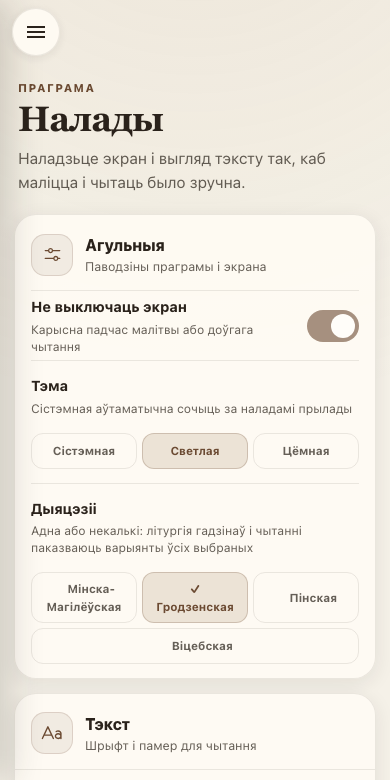 ПРАГРАМА
Налады
Наладзьце экран і выгляд тэксту так, каб
маліцца і чытаць было зручна.
Агульныя
Паводзіны праграмы і экрана
Не выключаць экран
Карысна падчас малітвы або доўгага
чытання
Тэма
Сістэмная аўтаматычна сочыць за наладамі прылады
Сістэмная
Светлая
Цёмная
Дыяцэзіі
Адна або некалькі: літургія гадзінаў і чытанні
паказваюць варыянты ўсіх выбраных
Мінска-
Магілёўская
Гродзенская
Пінская
Віцебская
Aa
Тэкст
Шрыфт і памер для чытання